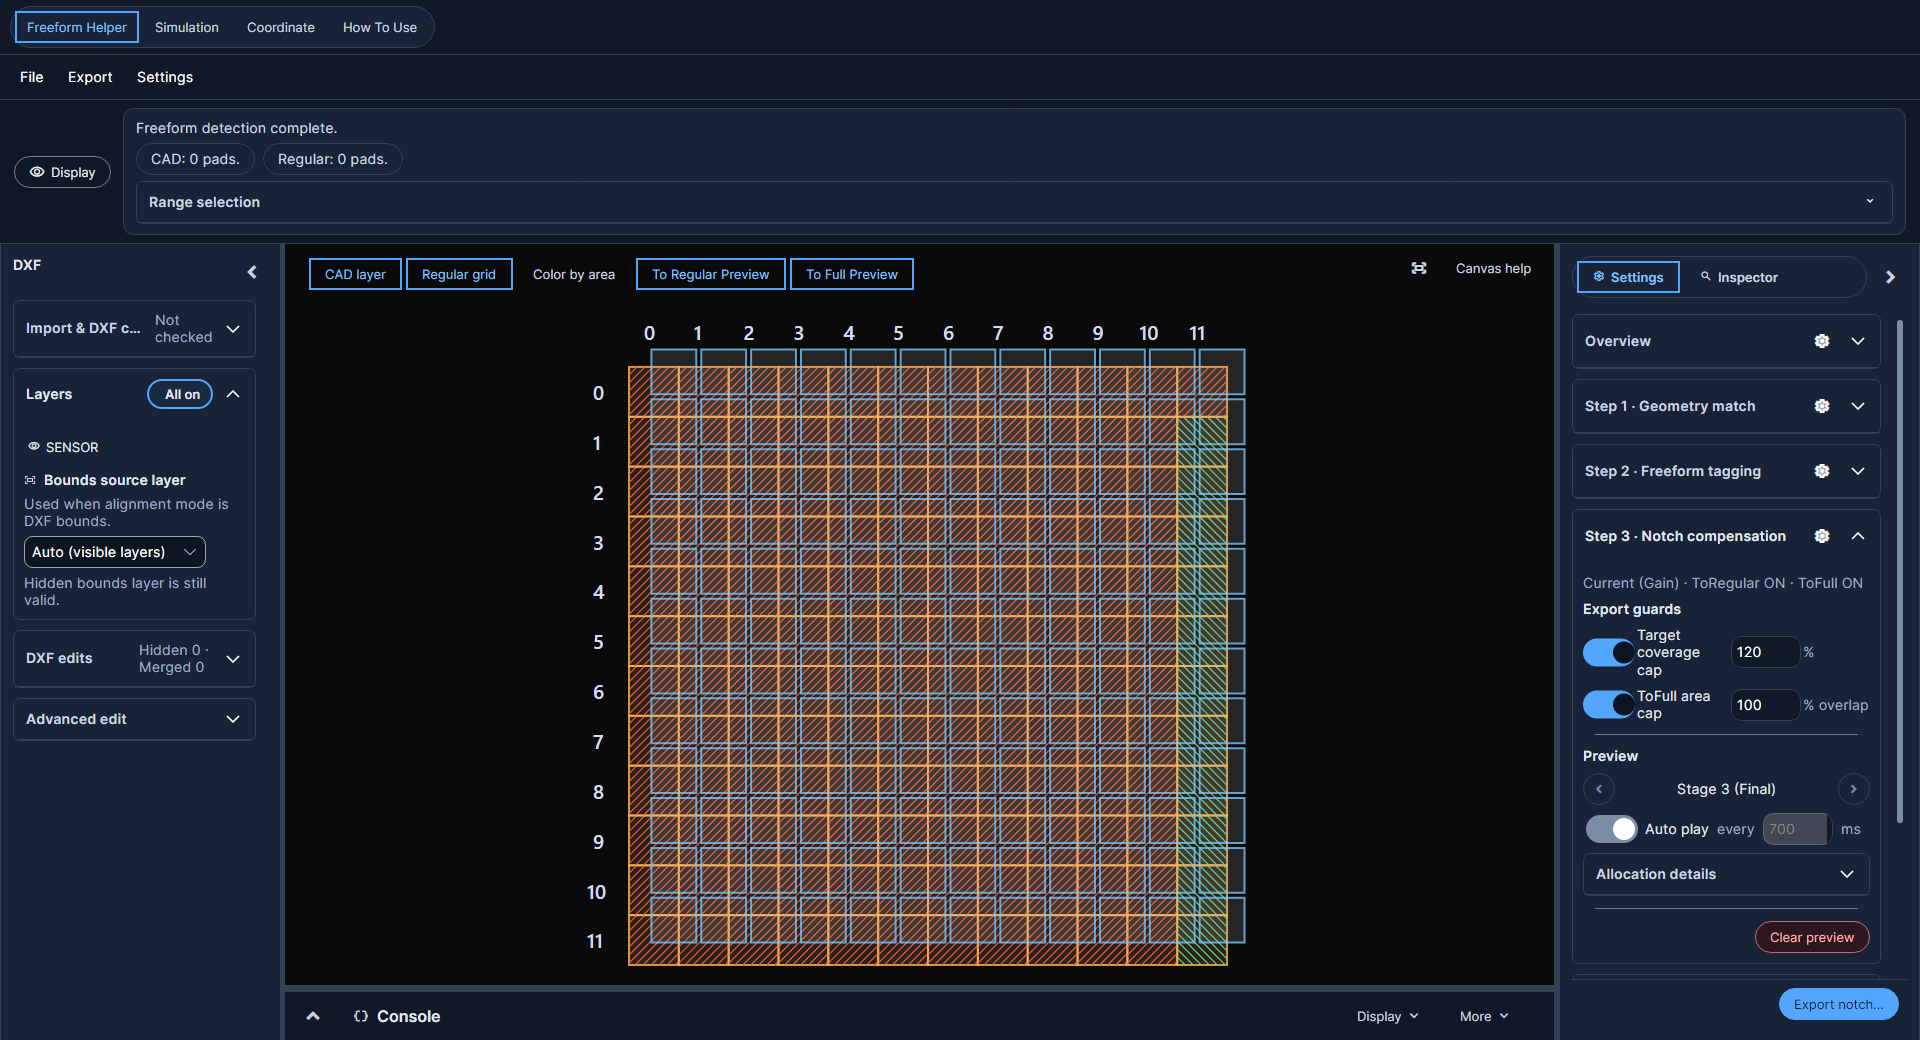 Freeform Helper Simulation Coordinate How To Use
File Export Settings
Display
Freeform detection complete.
CAD: 0 pads. Regular: 0 pads.
Range selection
DXF
Import & DXF c... Not checked
Layers All on
SENSOR
Bounds source layer
Used when alignment mode is
DXF bounds.
Auto (visible layers)
Hidden bounds layer is still
valid.
DXF edits Hidden 0 · Merged 0
Advanced edit
CAD layer Regular grid Color by area To Regular Preview To Full Preview
Canvas help
0 1 2 3 4 5 6 7 8 9 10 11
0
1
2
3
4
5
6
7
8
9
10
11
{} Console Display More
Settings Inspector
Overview
Step 1 · Geometry match
Step 2 · Freeform tagging
Step 3 · Notch compensation
Current (Gain) · ToRegular ON · ToFull ON
Export guards
Target
coverage
cap
120 %
ToFull area
cap
100 % overlap
Preview
Stage 3 (Final)
Auto play every 700 ms
Allocation details
Clear preview
Export notch...